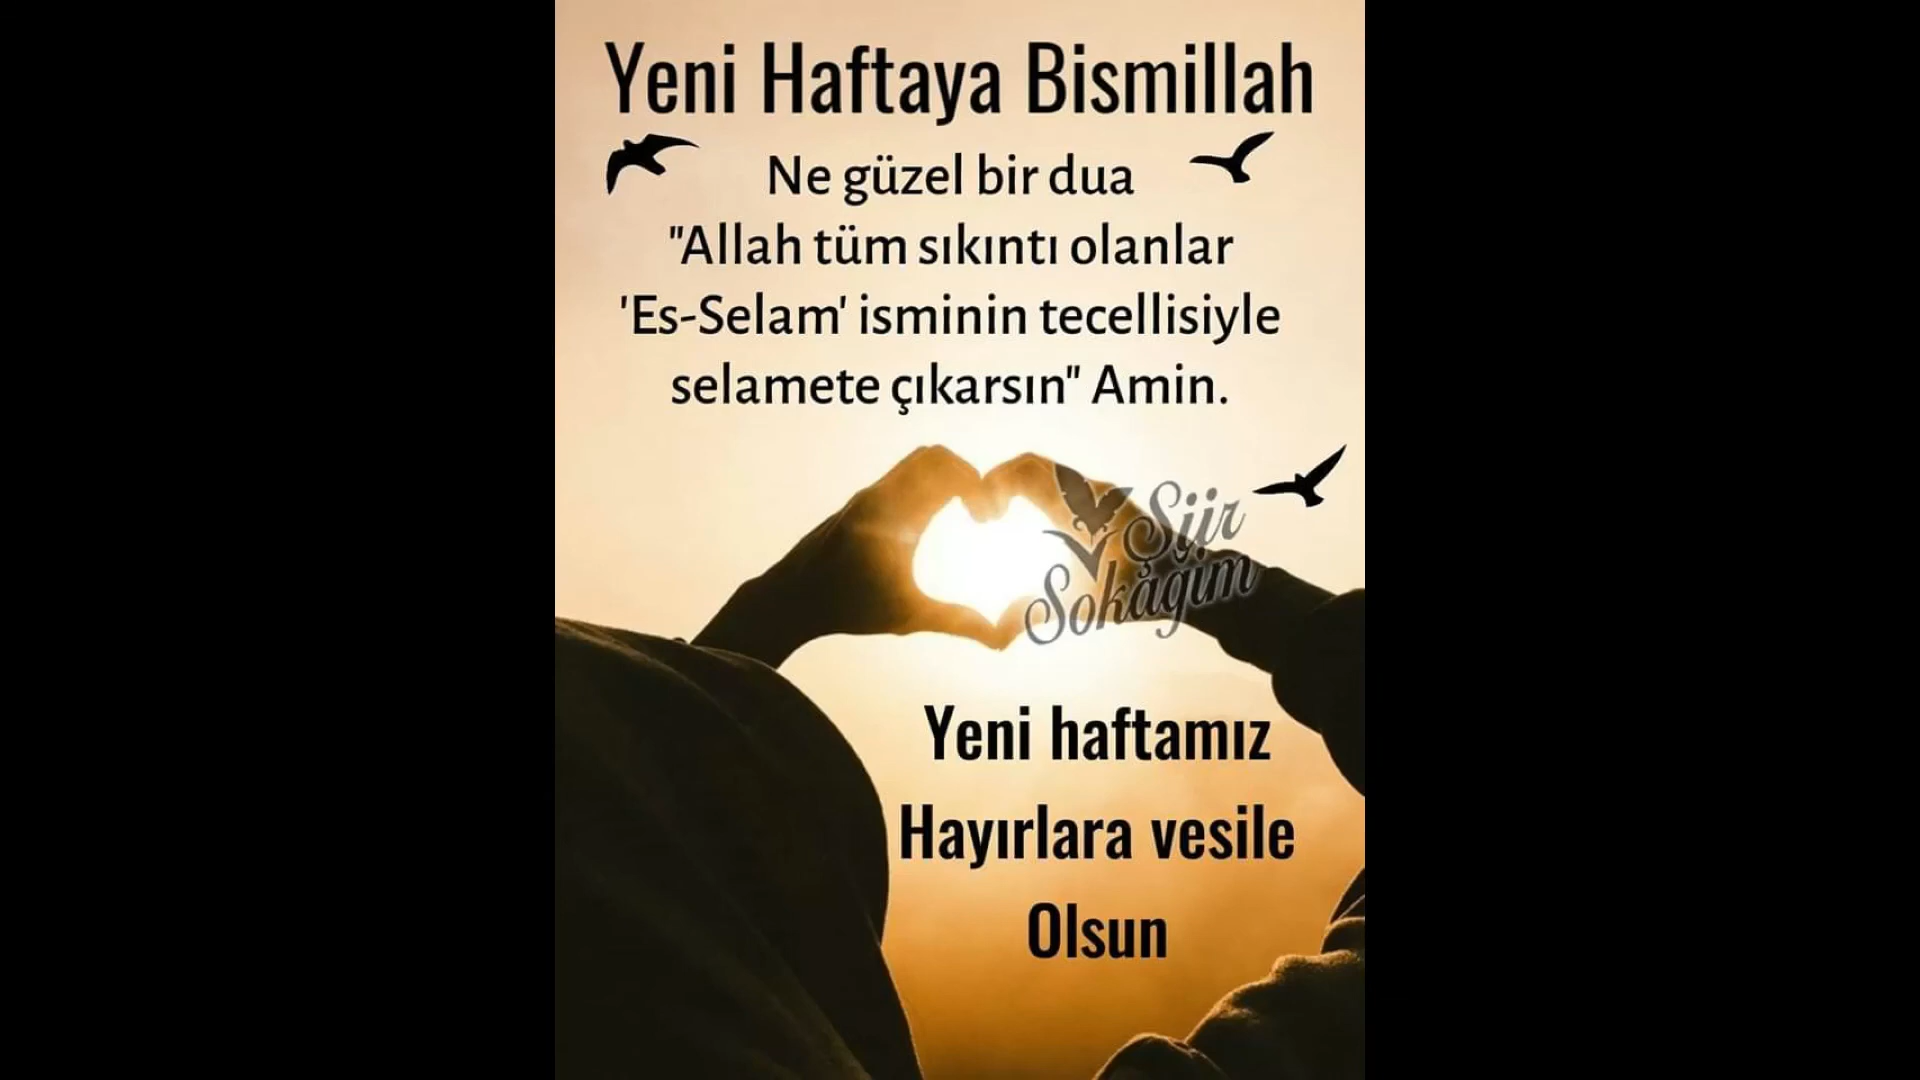 Yeni Haftaya Bismillah
Ne güzel bir dua
"Allah tüm sıkıntı olanlar
'Es-Selam' isminin tecellisiyle
selamete çıkarsın" Amin.
Şiir
Sokağım
Yeni haftamız
Hayırlara vesile
Olsun